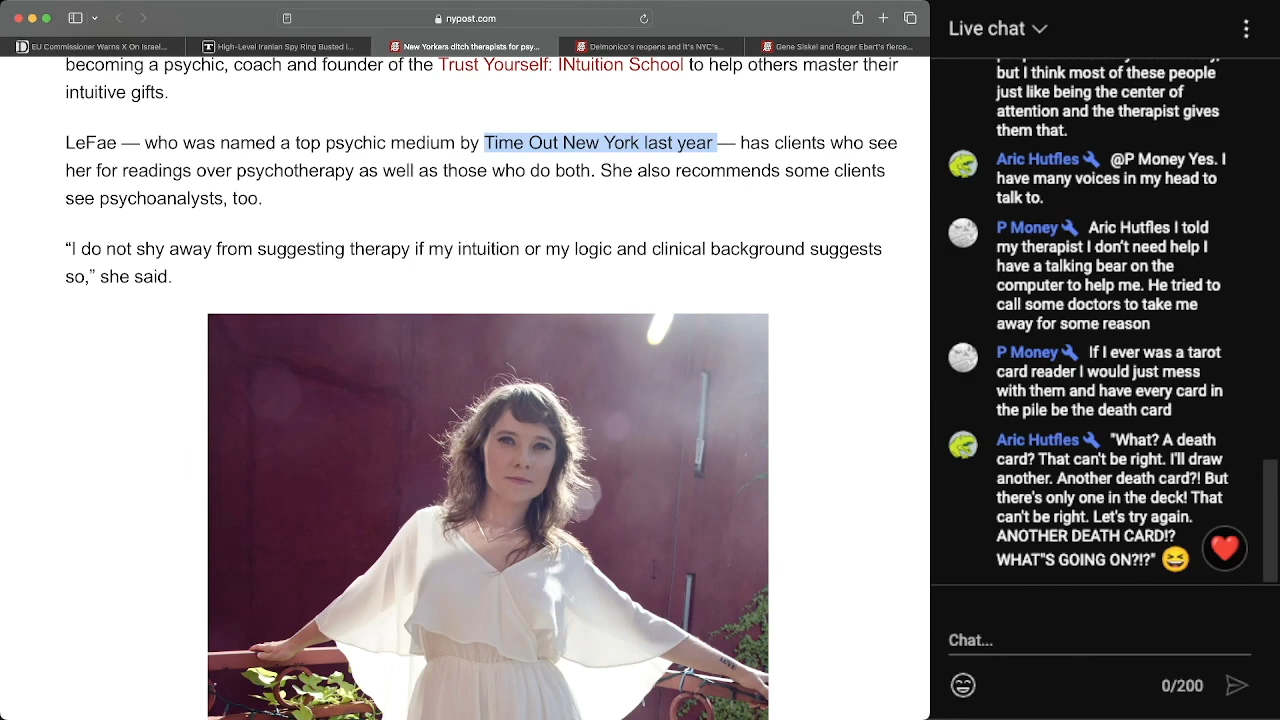 nypost.com
EU Commissioner Warns X On Israel...
High-Level Iranian Spy Ring Busted i...
New Yorkers ditch therapists for psy...
Delmonico's reopens and it's NYC's...
Gene Siskel and Roger Ebert's fierce...
becoming a psychic, coach and founder of the Trust Yourself: INtuition School to help others master their
intuitive gifts.
LeFae — who was named a top psychic medium by Time Out New York last year — has clients who see
her for readings over psychotherapy as well as those who do both. She also recommends some clients
see psychoanalysts, too.
“I do not shy away from suggesting therapy if my intuition or my logic and clinical background suggests
so,” she said.
Live chat
but I think most of these people
just like being the center of
attention and the therapist gives
them that.
Aric Hutfles @P Money Yes. I
have many voices in my head to
talk to.
P Money Aric Hutfles I told
my therapist I don’t need help I
have a talking bear on the
computer to help me. He tried to
call some doctors to take me
away for some reason
P Money If I ever was a tarot
card reader I would just mess
with them and have every card in
the pile be the death card
Aric Hutfles "What? A death
card? That can't be right. I'll draw
another. Another death card?! But
there's only one in the deck! That
can't be right. Let's try again.
ANOTHER DEATH CARD!?
WHAT"S GOING ON?!?" 😆
Chat...
0/200